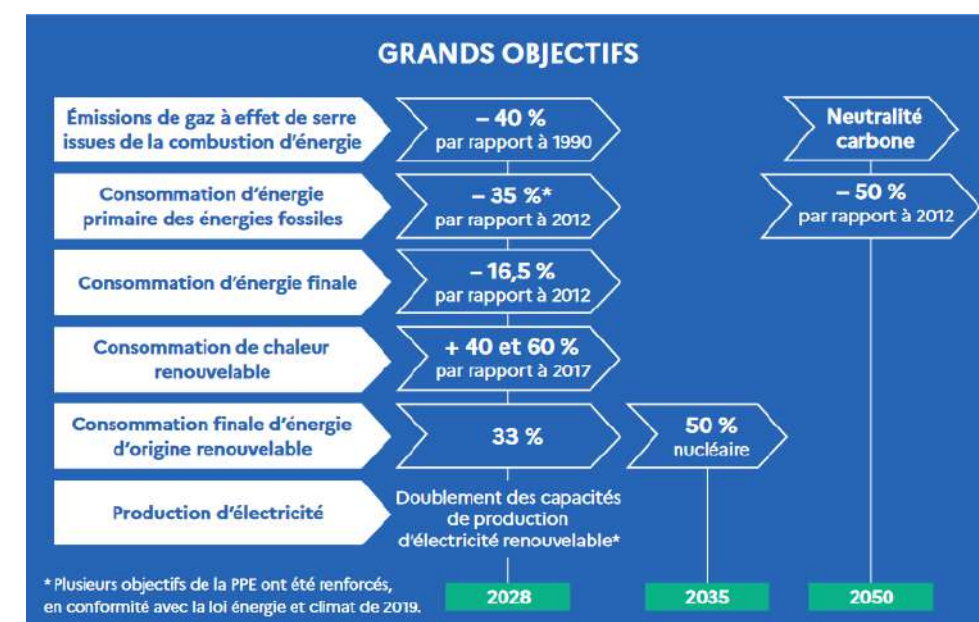 GRANDS OBJECTIFS
Émissions de gaz à effet de serre
issues de la combustion d'énergie
– 40 %
par rapport à 1990
Neutralité
carbone
Consommation d'énergie
primaire des énergies fossiles
– 35 %*
par rapport à 2012
– 50 %
par rapport à 2012
Consommation d'énergie finale
– 16,5 %
par rapport à 2012
Consommation de chaleur
renouvelable
+ 40 et 60 %
par rapport à 2017
Consommation finale d'énergie
d'origine renouvelable
33 %
50 %
nucléaire
Production d'électricité
Doublement des capacités
de production
d'électricité renouvelable*
* Plusieurs objectifs de la PPE ont été renforcés,
en conformité avec la loi énergie et climat de 2019.
2028
2035
2050